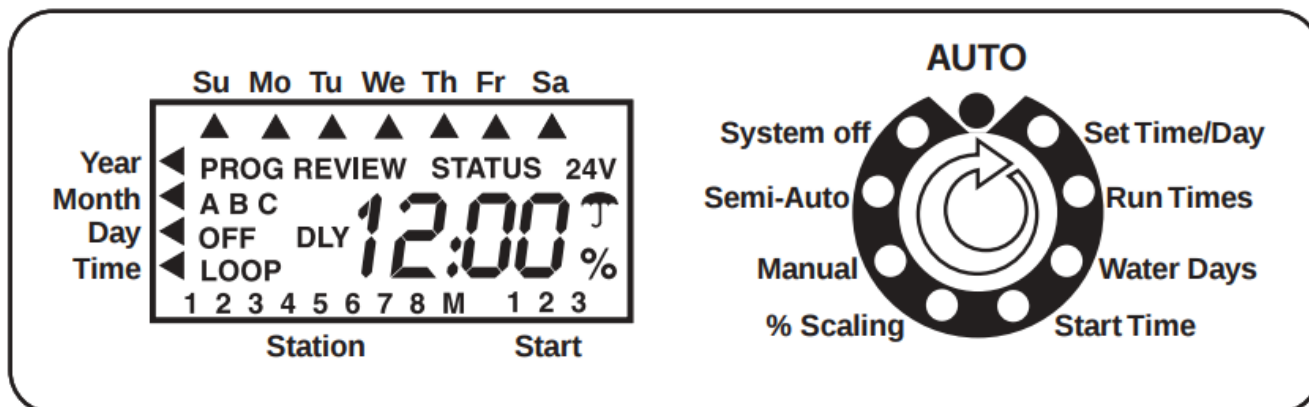 Su Mo Tu We Th Fr Sa
Year
Month
Day
Time
PROG REVIEW STATUS 24V
A B C
OFF DLY 12:00 %
LOOP
1 2 3 4 5 6 7 8 M 1 2 3
Station Start
AUTO
System off
Set Time/Day
Semi-Auto
Run Times
Manual
Water Days
% Scaling
Start Time